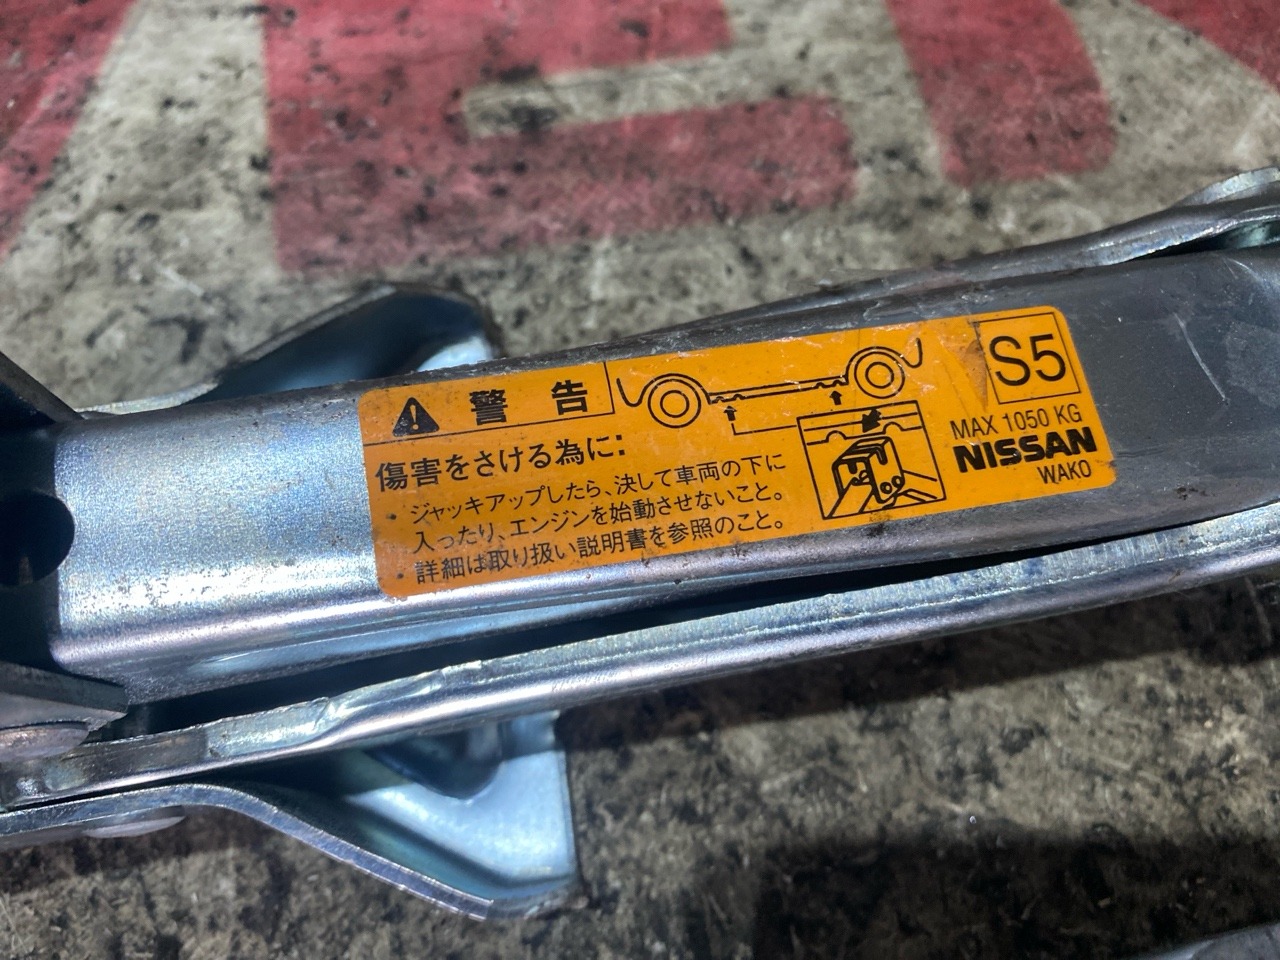 警告
傷害をさける為に:
・ジャッキアップしたら、決して車両の下に
入ったり、エンジンを始動させないこと。
・詳細は取り扱い説明書を参照のこと。
S5
MAX 1050 KG
NISSAN
WAKO